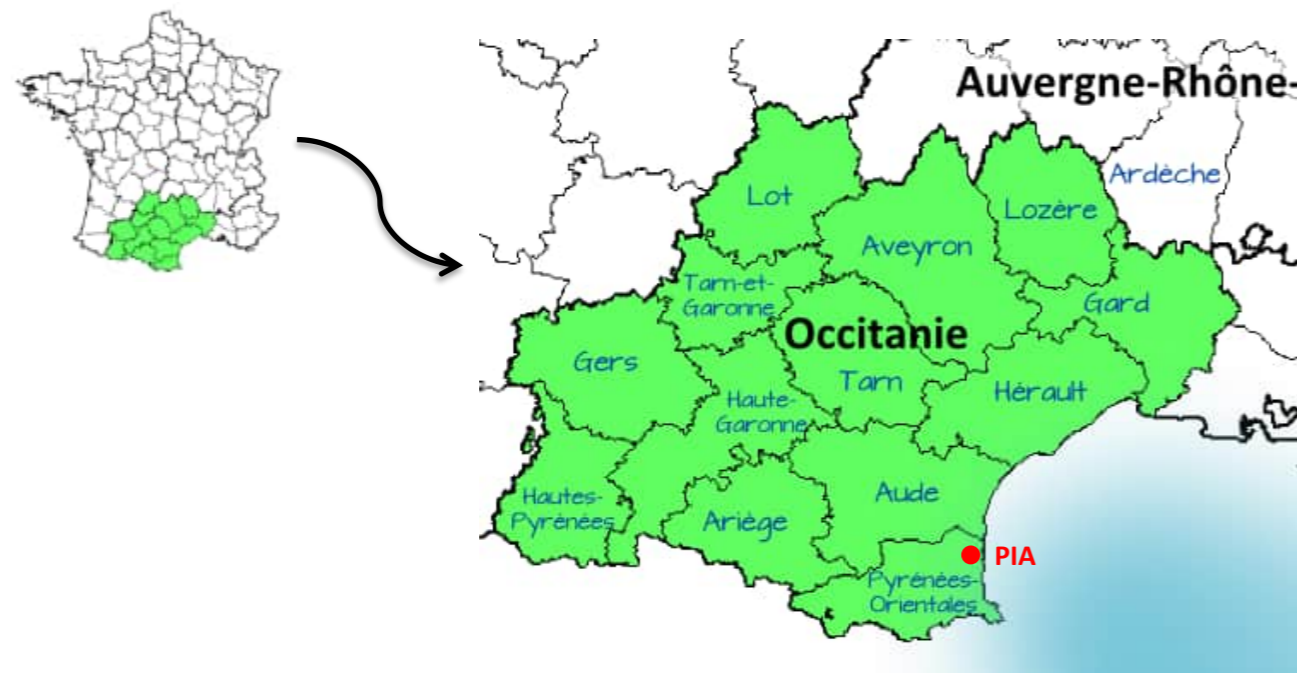 Auvergne-Rhône-
Ardèche
Lot
Lozère
Aveyron
Tarn-et-
Garonne
Gard
Occitanie
Gers
Tarn
Hérault
Haute-
Garonne
Hautes-
Pyrénées
Ariège
Aude
PIA
Pyrénées-
Orientales